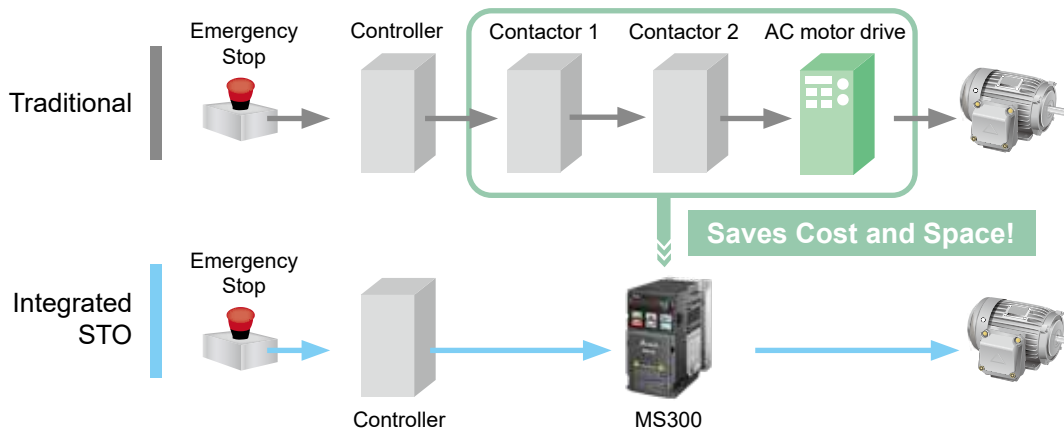 Emergency
Stop
Controller
Contactor 1
Contactor 2
AC motor drive
Traditional
Saves Cost and Space!
Emergency
Stop
Integrated
STO
Controller
MS300